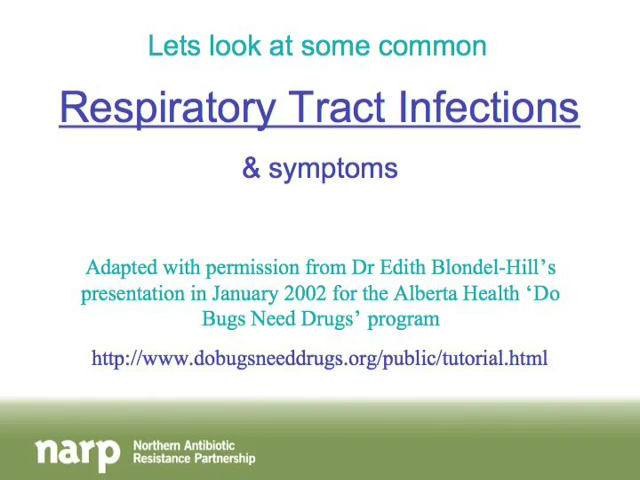 Lets look at some common
Respiratory Tract Infections
& symptoms
Adapted with permission from Dr Edith Blondel-Hill’s
presentation in January 2002 for the Alberta Health ‘Do
Bugs Need Drugs’ program
http://www.dobugsneeddrugs.org/public/tutorial.html
narp
Northern Antibiotic
Resistance Partnership